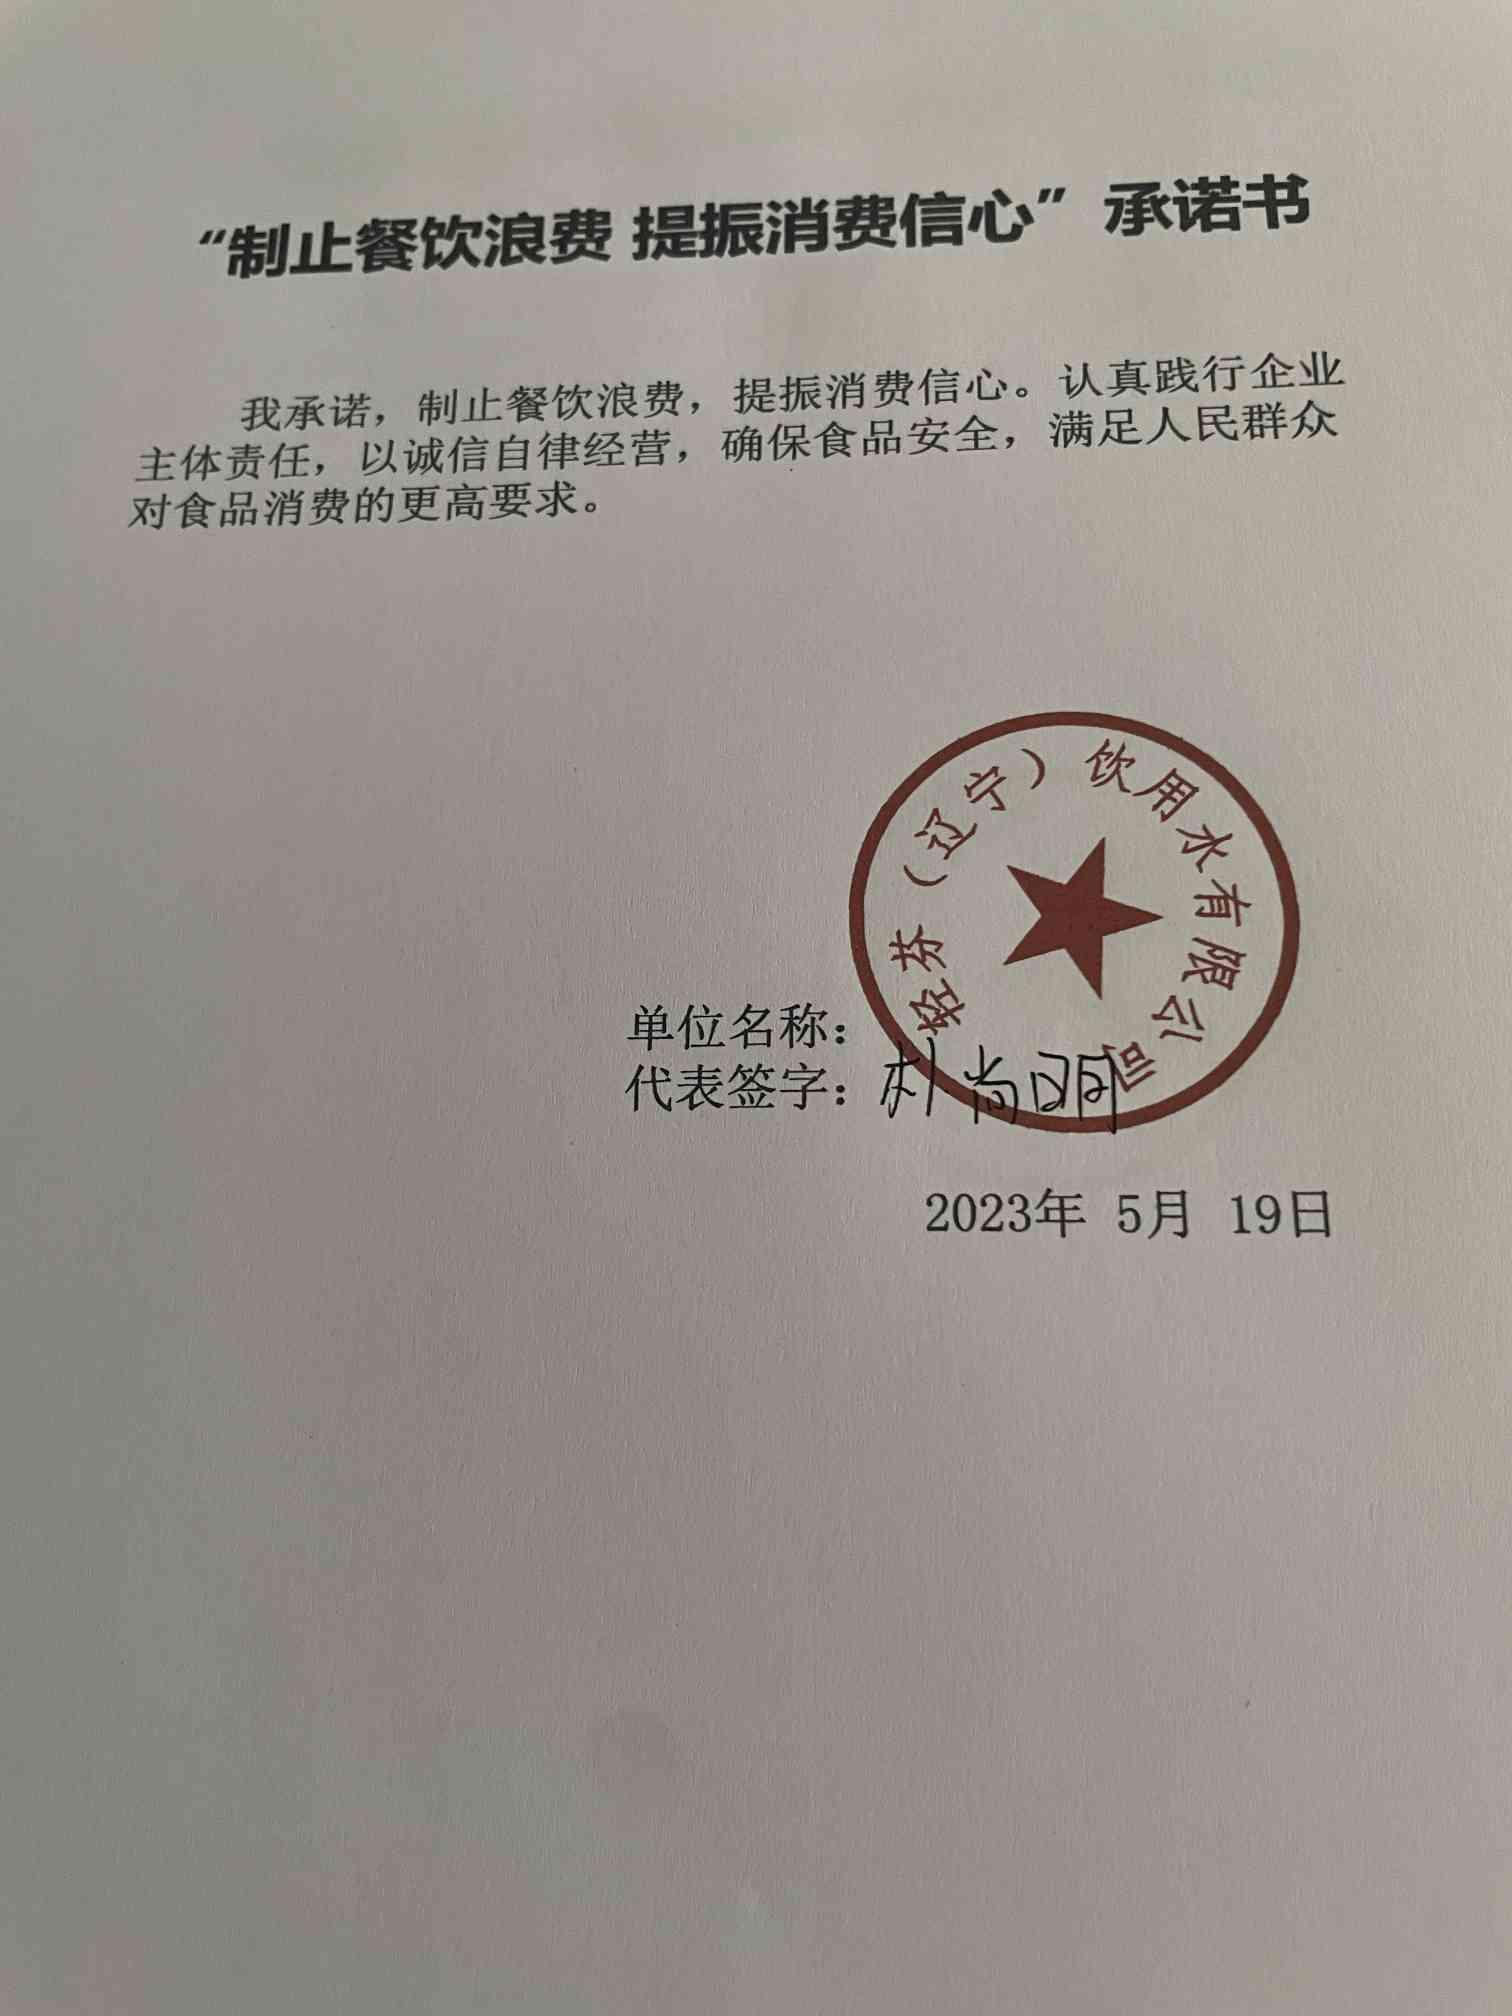 “制止餐饮浪费 提振消费信心”承诺书
我承诺，制止餐饮浪费，提振消费信心。认真践行企业
主体责任，以诚信自律经营，确保食品安全，满足人民群众
对食品消费的更高要求。
轻芬（辽宁）饮用水有限公司
单位名称：
代表签字：朴尚明
2023年 5月 19日